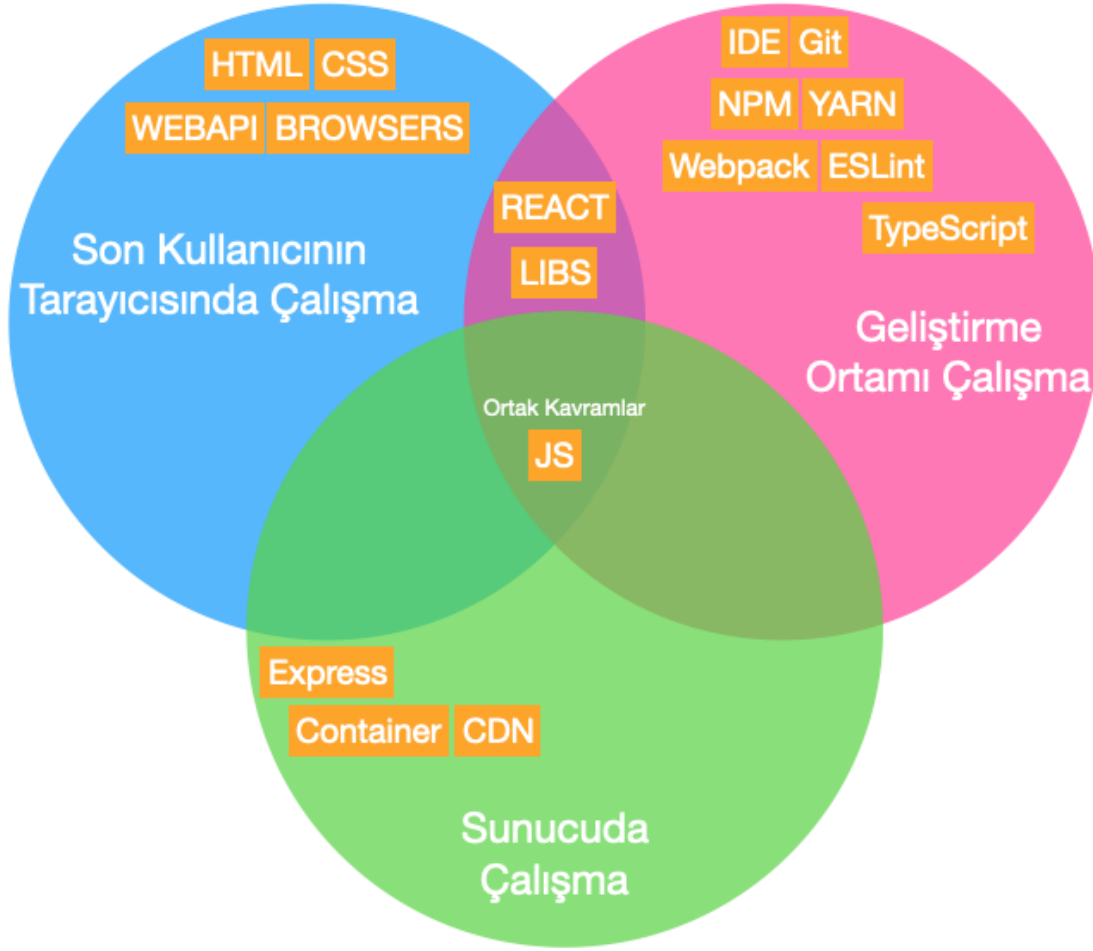 HTML CSS
WEBAPI BROWSERS
Son Kullanıcının
Tarayıcısında Çalışma
IDE Git
NPM YARN
Webpack ESLint
TypeScript
Geliştirme
Ortamı Çalışma
REACT
LIBS
Ortak Kavramlar
JS
Express
Container CDN
Sunucuda
Çalışma